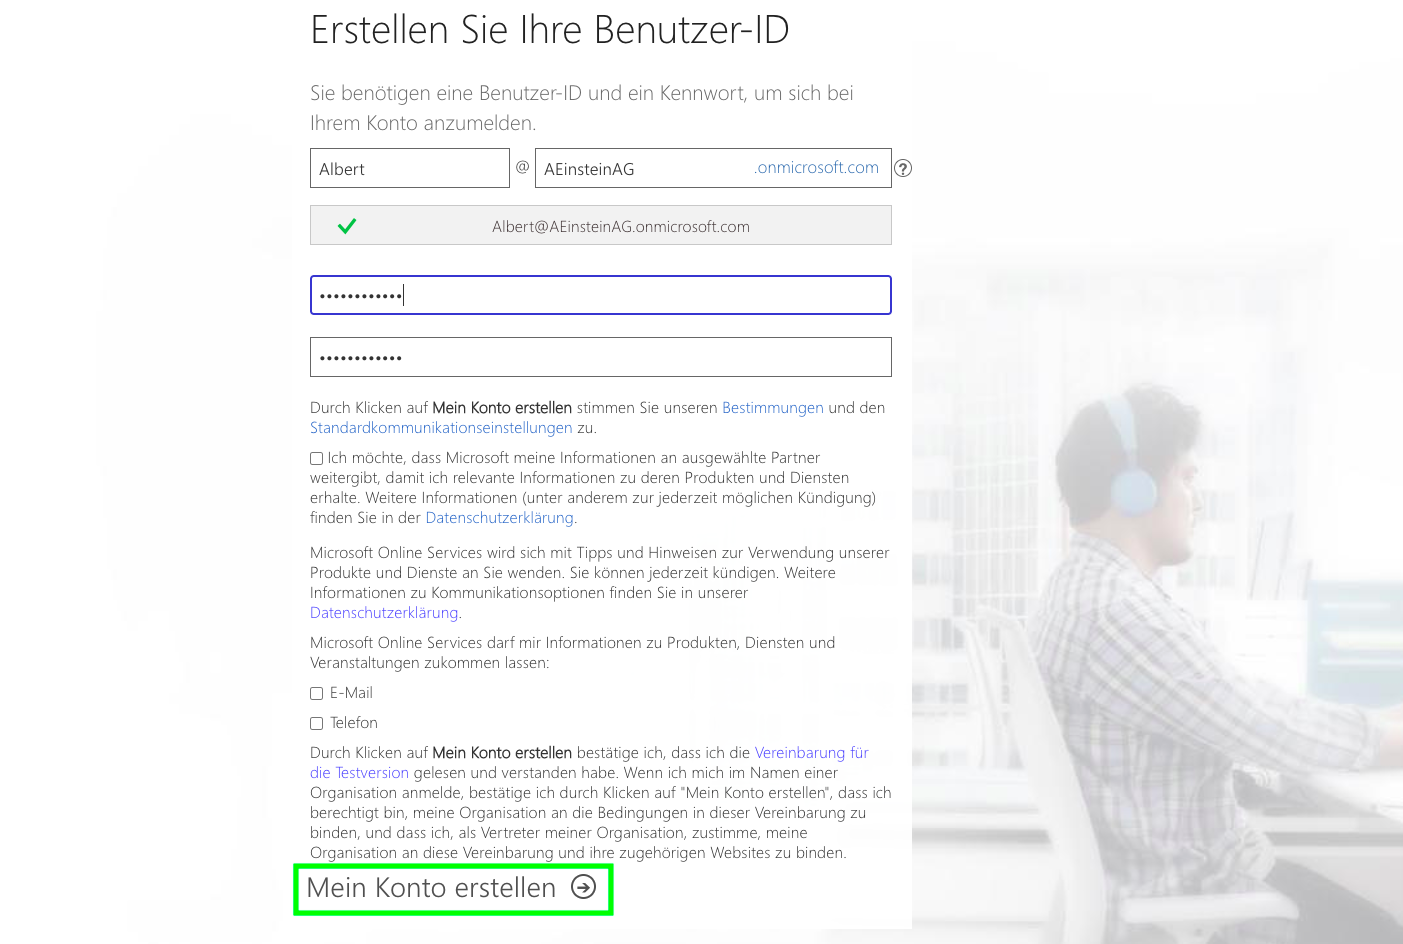 Erstellen Sie Ihre Benutzer-ID
Sie benötigen eine Benutzer-ID und ein Kennwort, um sich bei
Ihrem Konto anzumelden.
Albert @ AEinsteinAG .onmicrosoft.com ?
Albert@AEinsteinAG.onmicrosoft.com
••••••••••••
••••••••••••
Durch Klicken auf Mein Konto erstellen stimmen Sie unseren Bestimmungen und den
Standardkommunikationseinstellungen zu.
Ich möchte, dass Microsoft meine Informationen an ausgewählte Partner
weitergibt, damit ich relevante Informationen zu deren Produkten und Diensten
erhalte. Weitere Informationen (unter anderem zur jederzeit möglichen Kündigung)
finden Sie in der Datenschutzerklärung.
Microsoft Online Services wird sich mit Tipps und Hinweisen zur Verwendung unserer
Produkte und Dienste an Sie wenden. Sie können jederzeit kündigen. Weitere
Informationen zu Kommunikationsoptionen finden Sie in unserer
Datenschutzerklärung.
Microsoft Online Services darf mir Informationen zu Produkten, Diensten und
Veranstaltungen zukommen lassen:
E-Mail
Telefon
Durch Klicken auf Mein Konto erstellen bestätige ich, dass ich die Vereinbarung für
die Testversion gelesen und verstanden habe. Wenn ich mich im Namen einer
Organisation anmelde, bestätige ich durch Klicken auf "Mein Konto erstellen", dass ich
berechtigt bin, meine Organisation an die Bedingungen in dieser Vereinbarung zu
binden, und dass ich, als Vertreter meiner Organisation, zustimme, meine
Organisation an diese Vereinbarung und ihre zugehörigen Websites zu binden.
Mein Konto erstellen